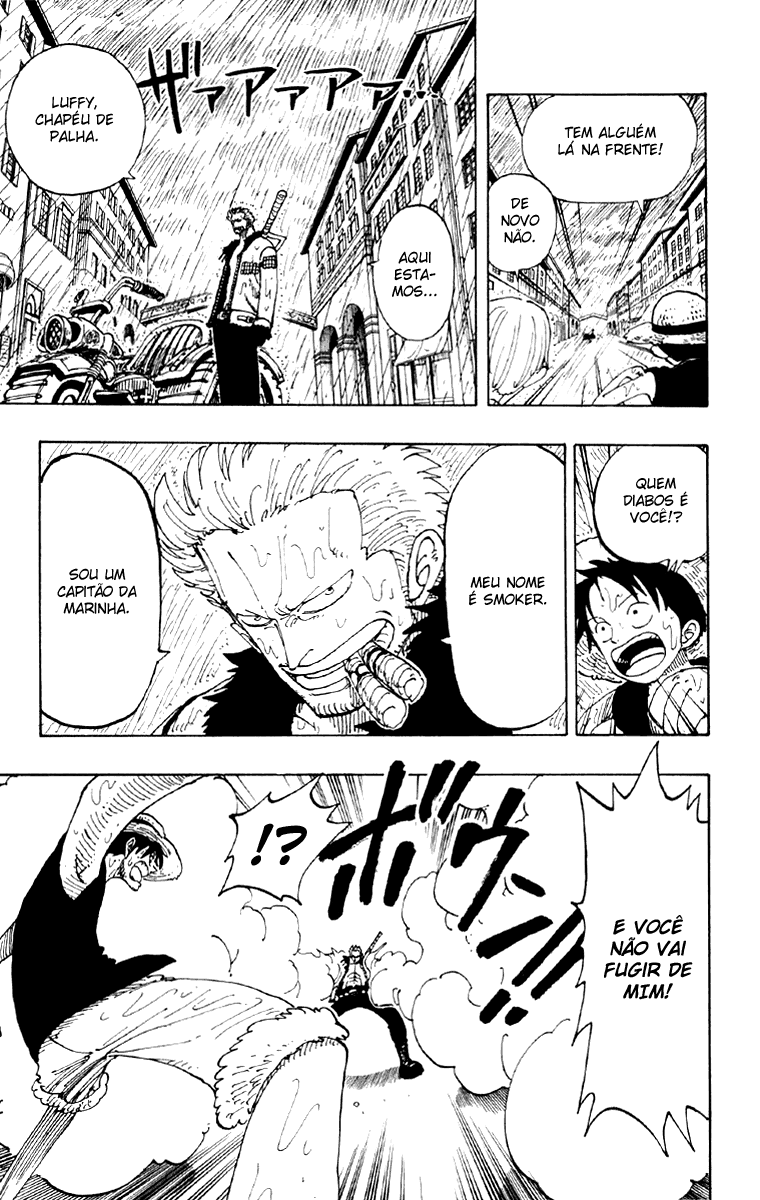 TEM ALGUÉM
LÁ NA FRENTE!
DE
NOVO
NÃO.
ザァァァァァ‥
AQUI
ESTA-
MOS...
LUFFY,
CHAPÉU DE
PALHA.
QUEM
DIABOS É
VOCÊ!?
MEU NOME
É SMOKER.
SOU UM
CAPITÃO DA
MARINHA.
E VOCÊ
NÃO VAI
FUGIR DE
MIM!
ボウン!
!?